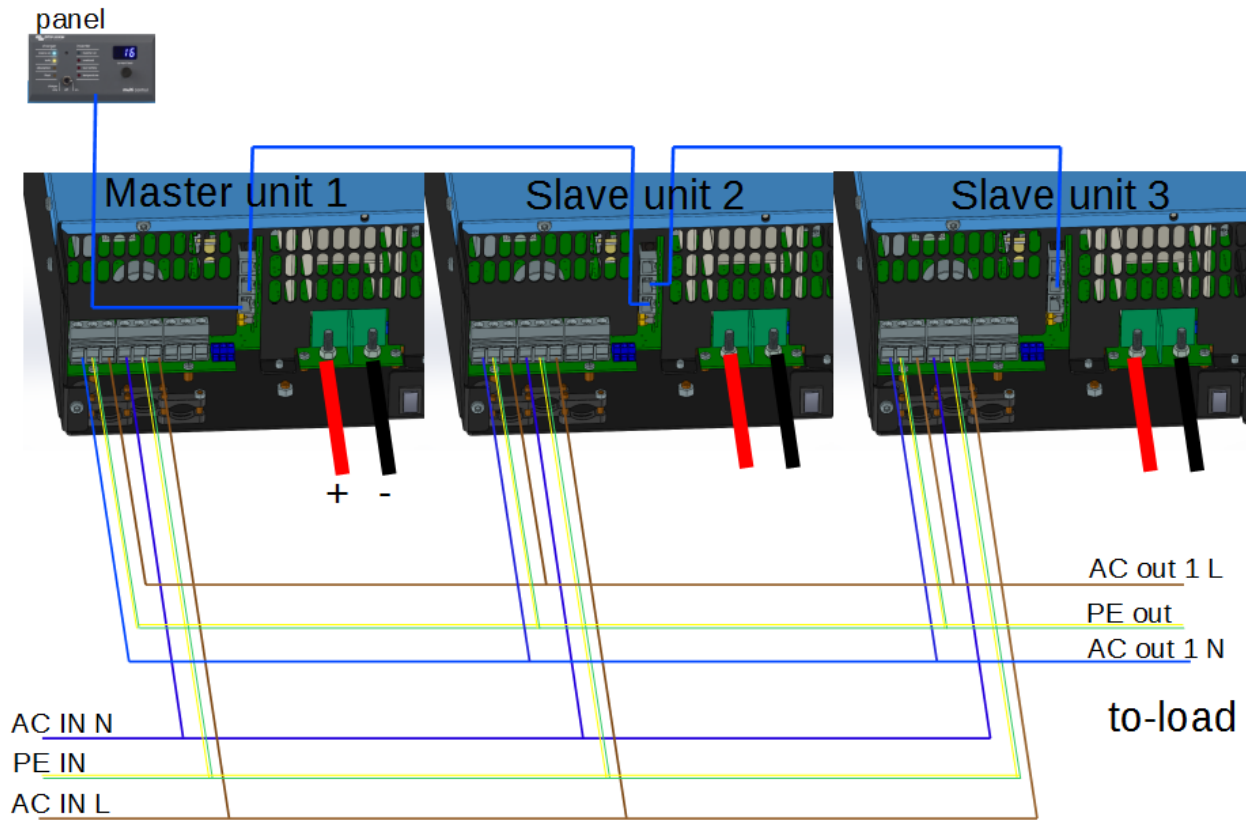 panel
16
Master unit 1
Slave unit 2
Slave unit 3
+ -
AC out 1 L
PE out
AC out 1 N
to-load
AC IN N
PE IN
AC IN L